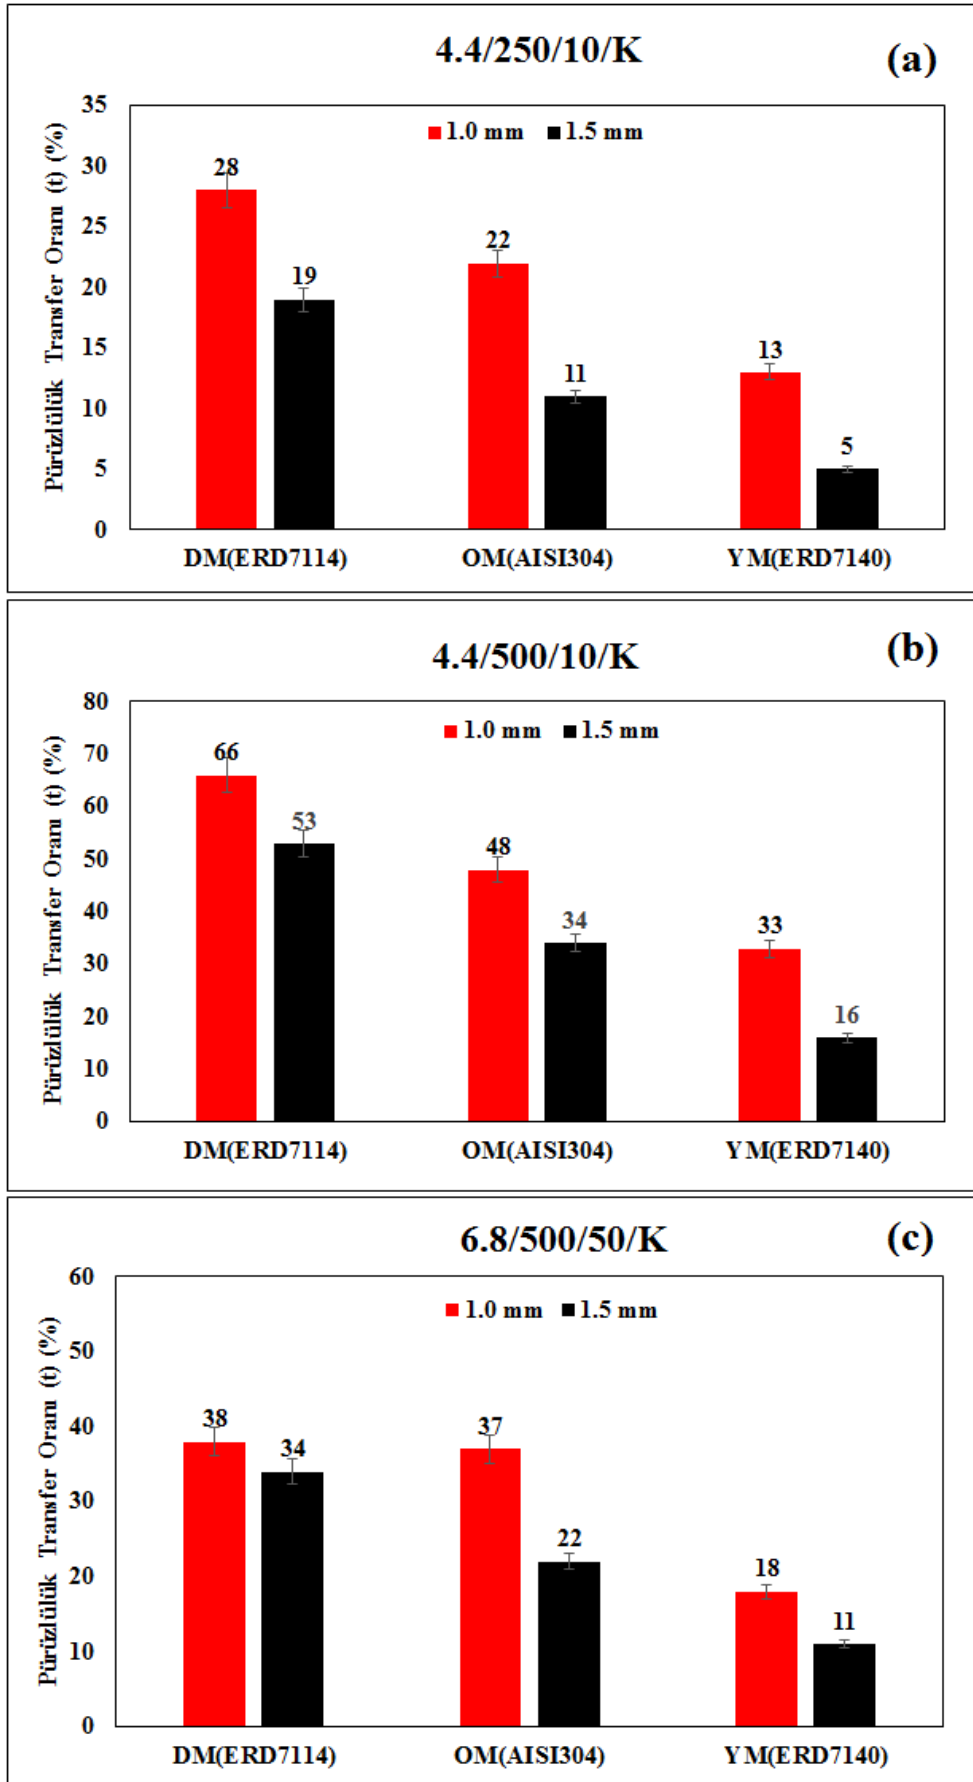 4.4/250/10/K
(a)
Pürüzlülük Transfer Oranı (t) (%)
35
30
25
20
15
10
5
0
1.0 mm 1.5 mm
28
19
22
11
13
5
DM(ERD7114) OM(AISI304) YM(ERD7140)
4.4/500/10/K
(b)
Pürüzlülük Transfer Oranı (t) (%)
80
70
60
50
40
30
20
10
0
1.0 mm 1.5 mm
66
53
48
34
33
16
DM(ERD7114) OM(AISI304) YM(ERD7140)
6.8/500/50/K
(c)
Pürüzlülük Transfer Oranı (t) (%)
60
50
40
30
20
10
0
1.0 mm 1.5 mm
38
34
37
22
18
11
DM(ERD7114) OM(AISI304) YM(ERD7140)